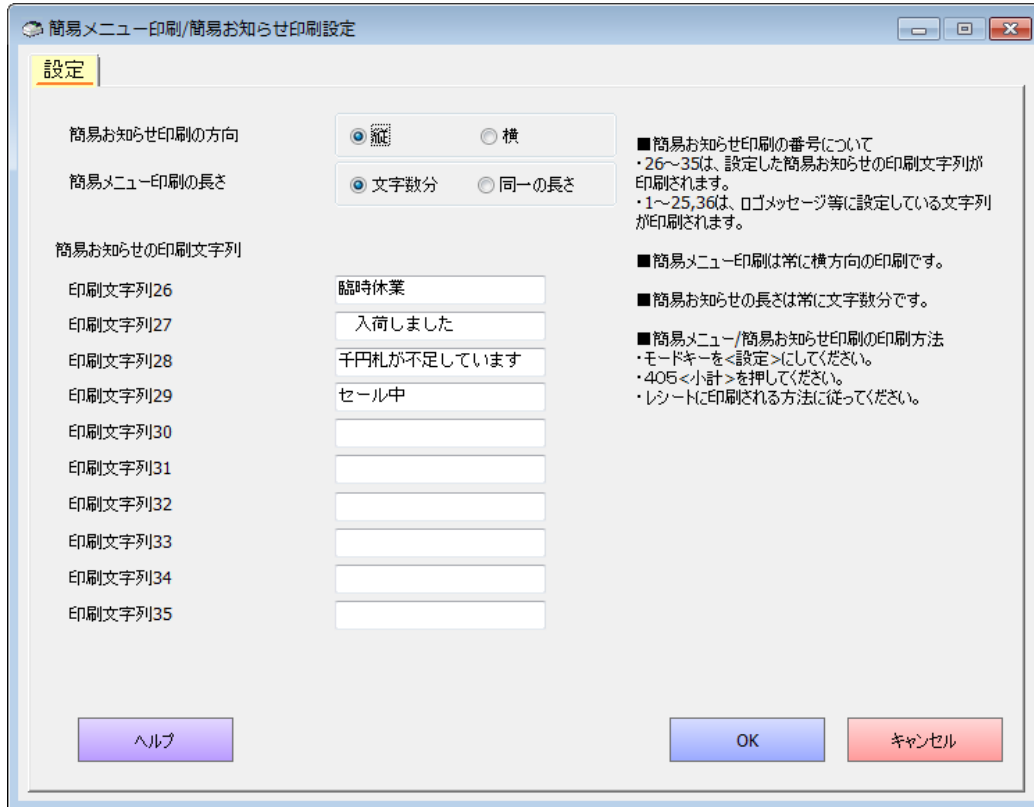 簡易メニュー印刷/簡易お知らせ印刷設定
設定
簡易お知らせ印刷の方向
縦
横
簡易メニュー印刷の長さ
文字数分
同一の長さ
簡易お知らせの印刷文字列
印刷文字列26
臨時休業
印刷文字列27
入荷しました
印刷文字列28
千円札が不足しています
印刷文字列29
セール中
印刷文字列30
印刷文字列31
印刷文字列32
印刷文字列33
印刷文字列34
印刷文字列35
■簡易お知らせ印刷の番号について
・26～35は、設定した簡易お知らせの印刷文字列が
印刷されます。
・1～25,36は、ロゴメッセージ等に設定している文字列
が印刷されます。
■簡易メニュー印刷は常に横方向の印刷です。
■簡易お知らせの長さは常に文字数分です。
■簡易メニュー/簡易お知らせ印刷の印刷方法
・モードキーを<設定>にしてください。
・405<小計>を押してください。
・レシートに印刷される方法に従ってください。
ヘルプ
OK
キャンセル